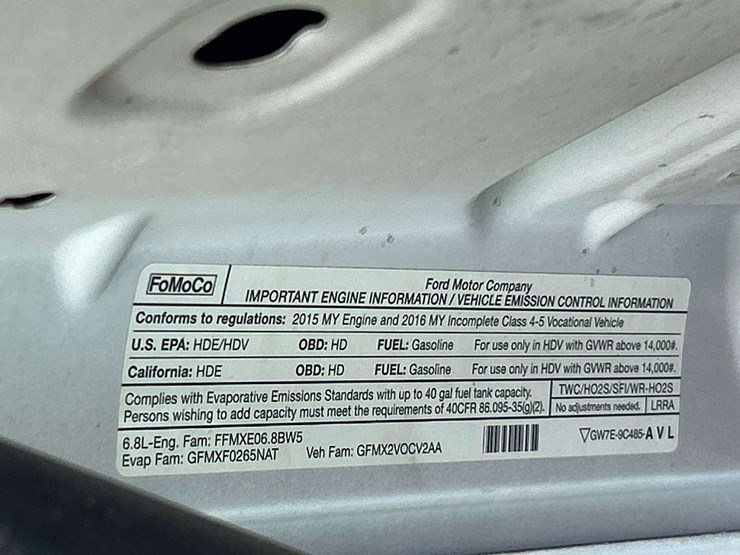 FoMoCo
Ford Motor Company
IMPORTANT ENGINE INFORMATION / VEHICLE EMISSION CONTROL INFORMATION
Conforms to regulations: 2015 MY Engine and 2016 MY Incomplete Class 4-5 Vocational Vehicle
U.S. EPA: HDE/HDV OBD: HD FUEL: Gasoline For use only in HDV with GVWR above 14,000#.
California: HDE OBD: HD FUEL: Gasoline For use only in HDV with GVWR above 14,000#.
Complies with Evaporative Emissions Standards with up to 40 gal fuel tank capacity.
Persons wishing to add capacity must meet the requirements of 40CFR 86.095-35(g)(2).
TWC/HO2S/SFI/WR-HO2S
No adjustments needed. LRRA
6.8L-Eng. Fam: FFMXE06.8BW5
Evap Fam: GFMXF0265NAT Veh Fam: GFMX2VOCV2AA
▽GW7E-9C485-A V L